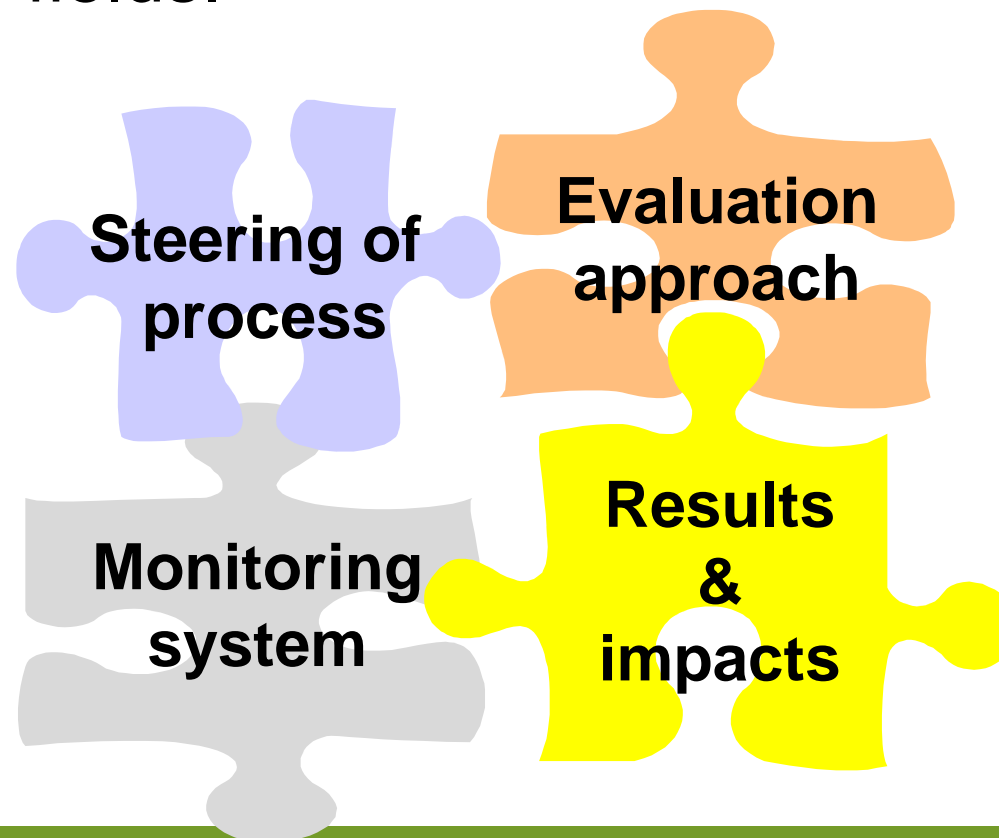 Steering of
process
Evaluation
approach
Monitoring
system
Results
&
impacts